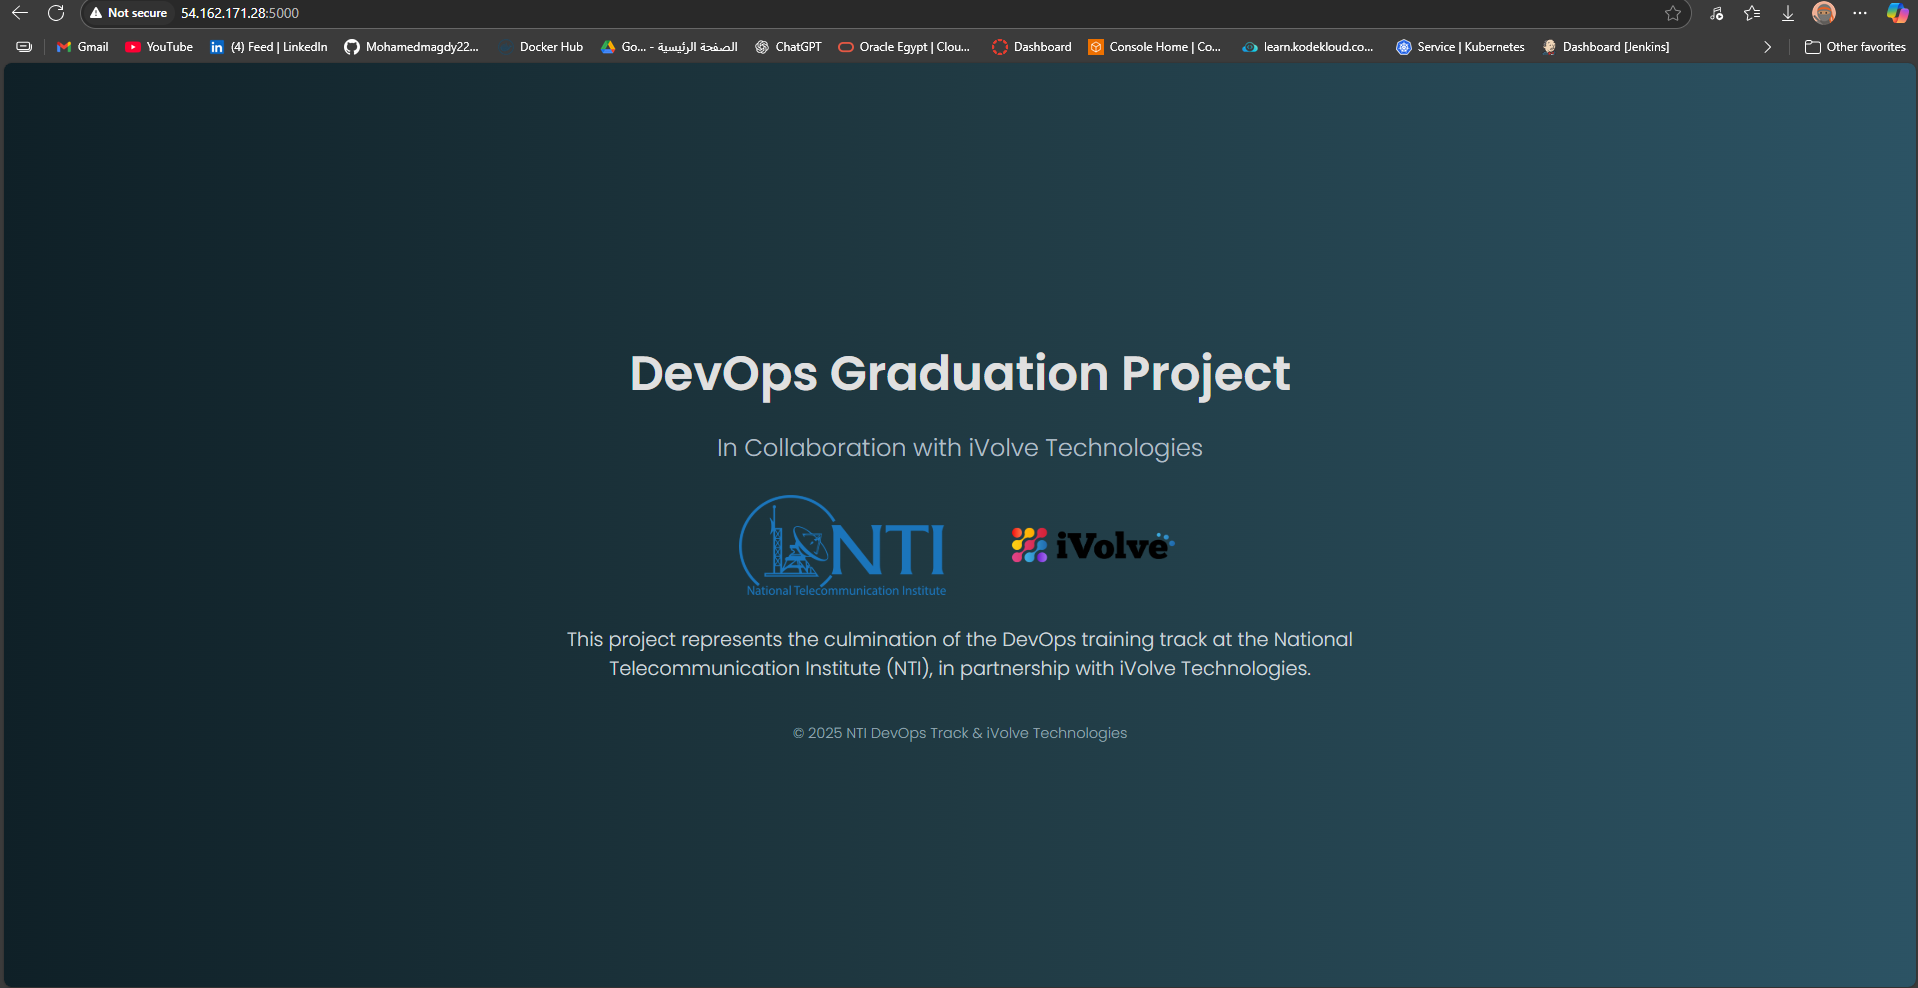 Not secure 54.162.171.28:5000
Gmail
YouTube
(4) Feed | LinkedIn
Mohamedmagdy22...
Docker Hub
Go... - الصفحة الرئيسية
ChatGPT
Oracle Egypt | Clou...
Dashboard
Console Home | Co...
learn.kodekloud.co...
Service | Kubernetes
Dashboard [Jenkins]
Other favorites
DevOps Graduation Project
In Collaboration with iVolve Technologies
NTI
National Telecommunication Institute
iVolve
This project represents the culmination of the DevOps training track at the National
Telecommunication Institute (NTI), in partnership with iVolve Technologies.
© 2025 NTI DevOps Track & iVolve Technologies